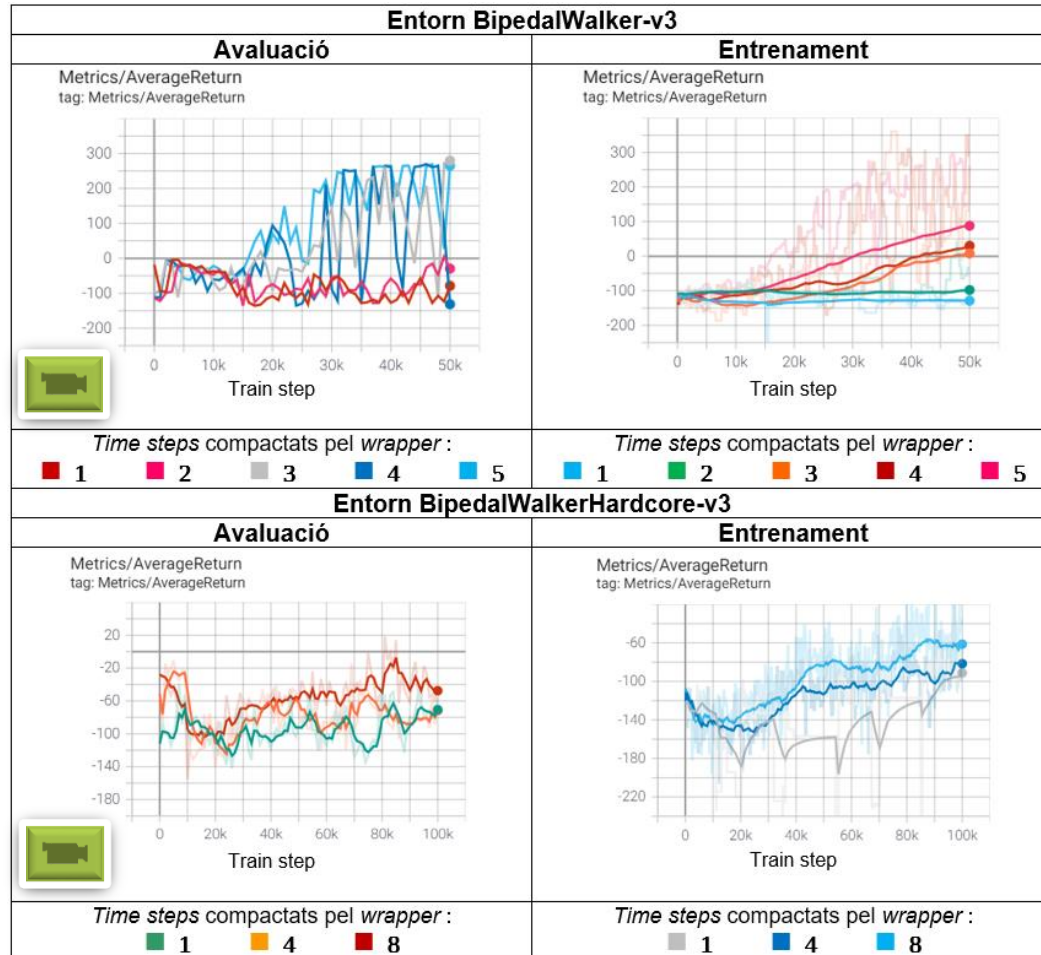 Entorn BipedalWalker-v3
Avaluació
Entrenament
Metrics/AverageReturn
tag: Metrics/AverageReturn
300
200
100
0
-100
-200
0 10k 20k 30k 40k 50k
Train step
Metrics/AverageReturn
tag: Metrics/AverageReturn
300
200
100
0
-100
-200
0 10k 20k 30k 40k 50k
Train step
Time steps compactats pel wrapper :
1 2 3 4 5
Time steps compactats pel wrapper :
1 2 3 4 5
Entorn BipedalWalkerHardcore-v3
Avaluació
Entrenament
Metrics/AverageReturn
tag: Metrics/AverageReturn
20
-20
-60
-100
-140
-180
0 20k 40k 60k 80k 100k
Train step
Metrics/AverageReturn
tag: Metrics/AverageReturn
-60
-100
-140
-180
-220
0 20k 40k 60k 80k 100k
Train step
Time steps compactats pel wrapper :
1 4 8
Time steps compactats pel wrapper :
1 4 8